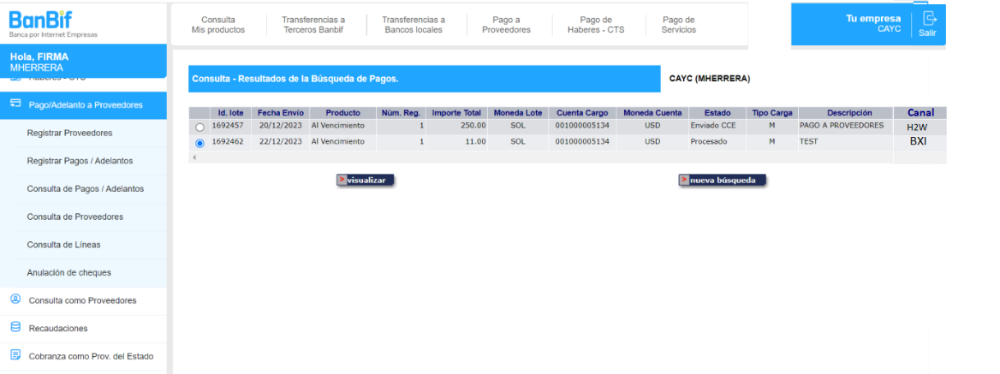 BanBif
Banca por Internet Empresas
Consulta
Mis productos
Transferencias a
Terceros Banbif
Transferencias a
Bancos locales
Pago a
Proveedores
Pago de
Haberes - CTS
Pago de
Servicios
Tu empresa
CAYC
Salir
Hola, FIRMA
MHERRERA
Haberes - CTS
Pago/Adelanto a Proveedores
Registrar Proveedores
Registrar Pagos / Adelantos
Consulta de Pagos / Adelantos
Consulta de Proveedores
Consulta de Líneas
Anulación de cheques
Consulta como Proveedores
Recaudaciones
Cobranza como Prov. del Estado
Consulta - Resultados de la Búsqueda de Pagos.
CAYC (MHERRERA)
Id. lote Fecha Envío Producto Núm. Reg. Importe Total Moneda Lote Cuenta Cargo Moneda Cuenta Estado Tipo Carga Descripción Canal
1692457 20/12/2023 Al Vencimiento 1 250.00 SOL 001000005134 USD Enviado CCE M PAGO A PROVEEDORES H2W
1692462 22/12/2023 Al Vencimiento 1 11.00 SOL 001000005134 USD Procesado M TEST BXI
> visualizar
> nueva búsqueda